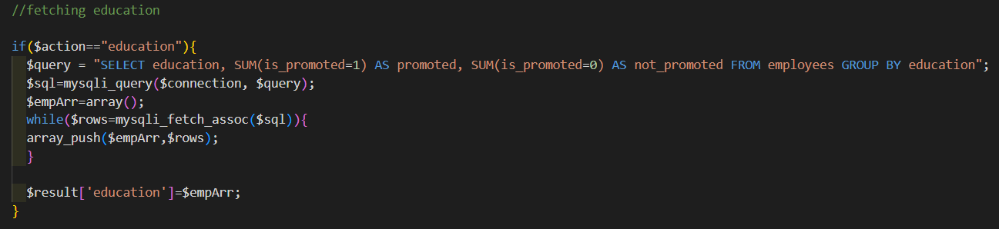 //fetching education
if($action=="education"){
$query = "SELECT education, SUM(is_promoted=1) AS promoted, SUM(is_promoted=0) AS not_promoted FROM employees GROUP BY education";
$sql=mysqli_query($connection, $query);
$empArr=array();
while($rows=mysqli_fetch_assoc($sql)){
array_push($empArr,$rows);
}
$result['education']=$empArr;
}